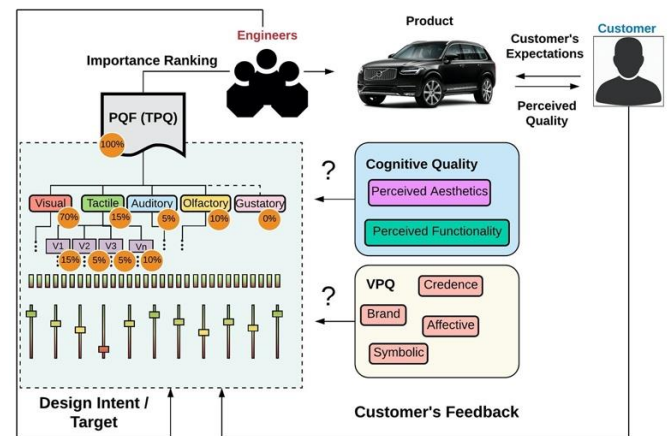 Engineers
Product
Customer
Importance Ranking
Customer's
Expectations
Perceived
Quality
PQF (TPQ)
100%
?
Cognitive Quality
Perceived Aesthetics
Perceived Functionality
Visual
Tactile
Auditory
Olfactory
Gustatory
70%
15%
5%
10%
0%
V1
V2
V3
Vn
15%
5%
5%
10%
?
VPQ
Credence
Brand
Affective
Symbolic
Design Intent /
Target
Customer's Feedback